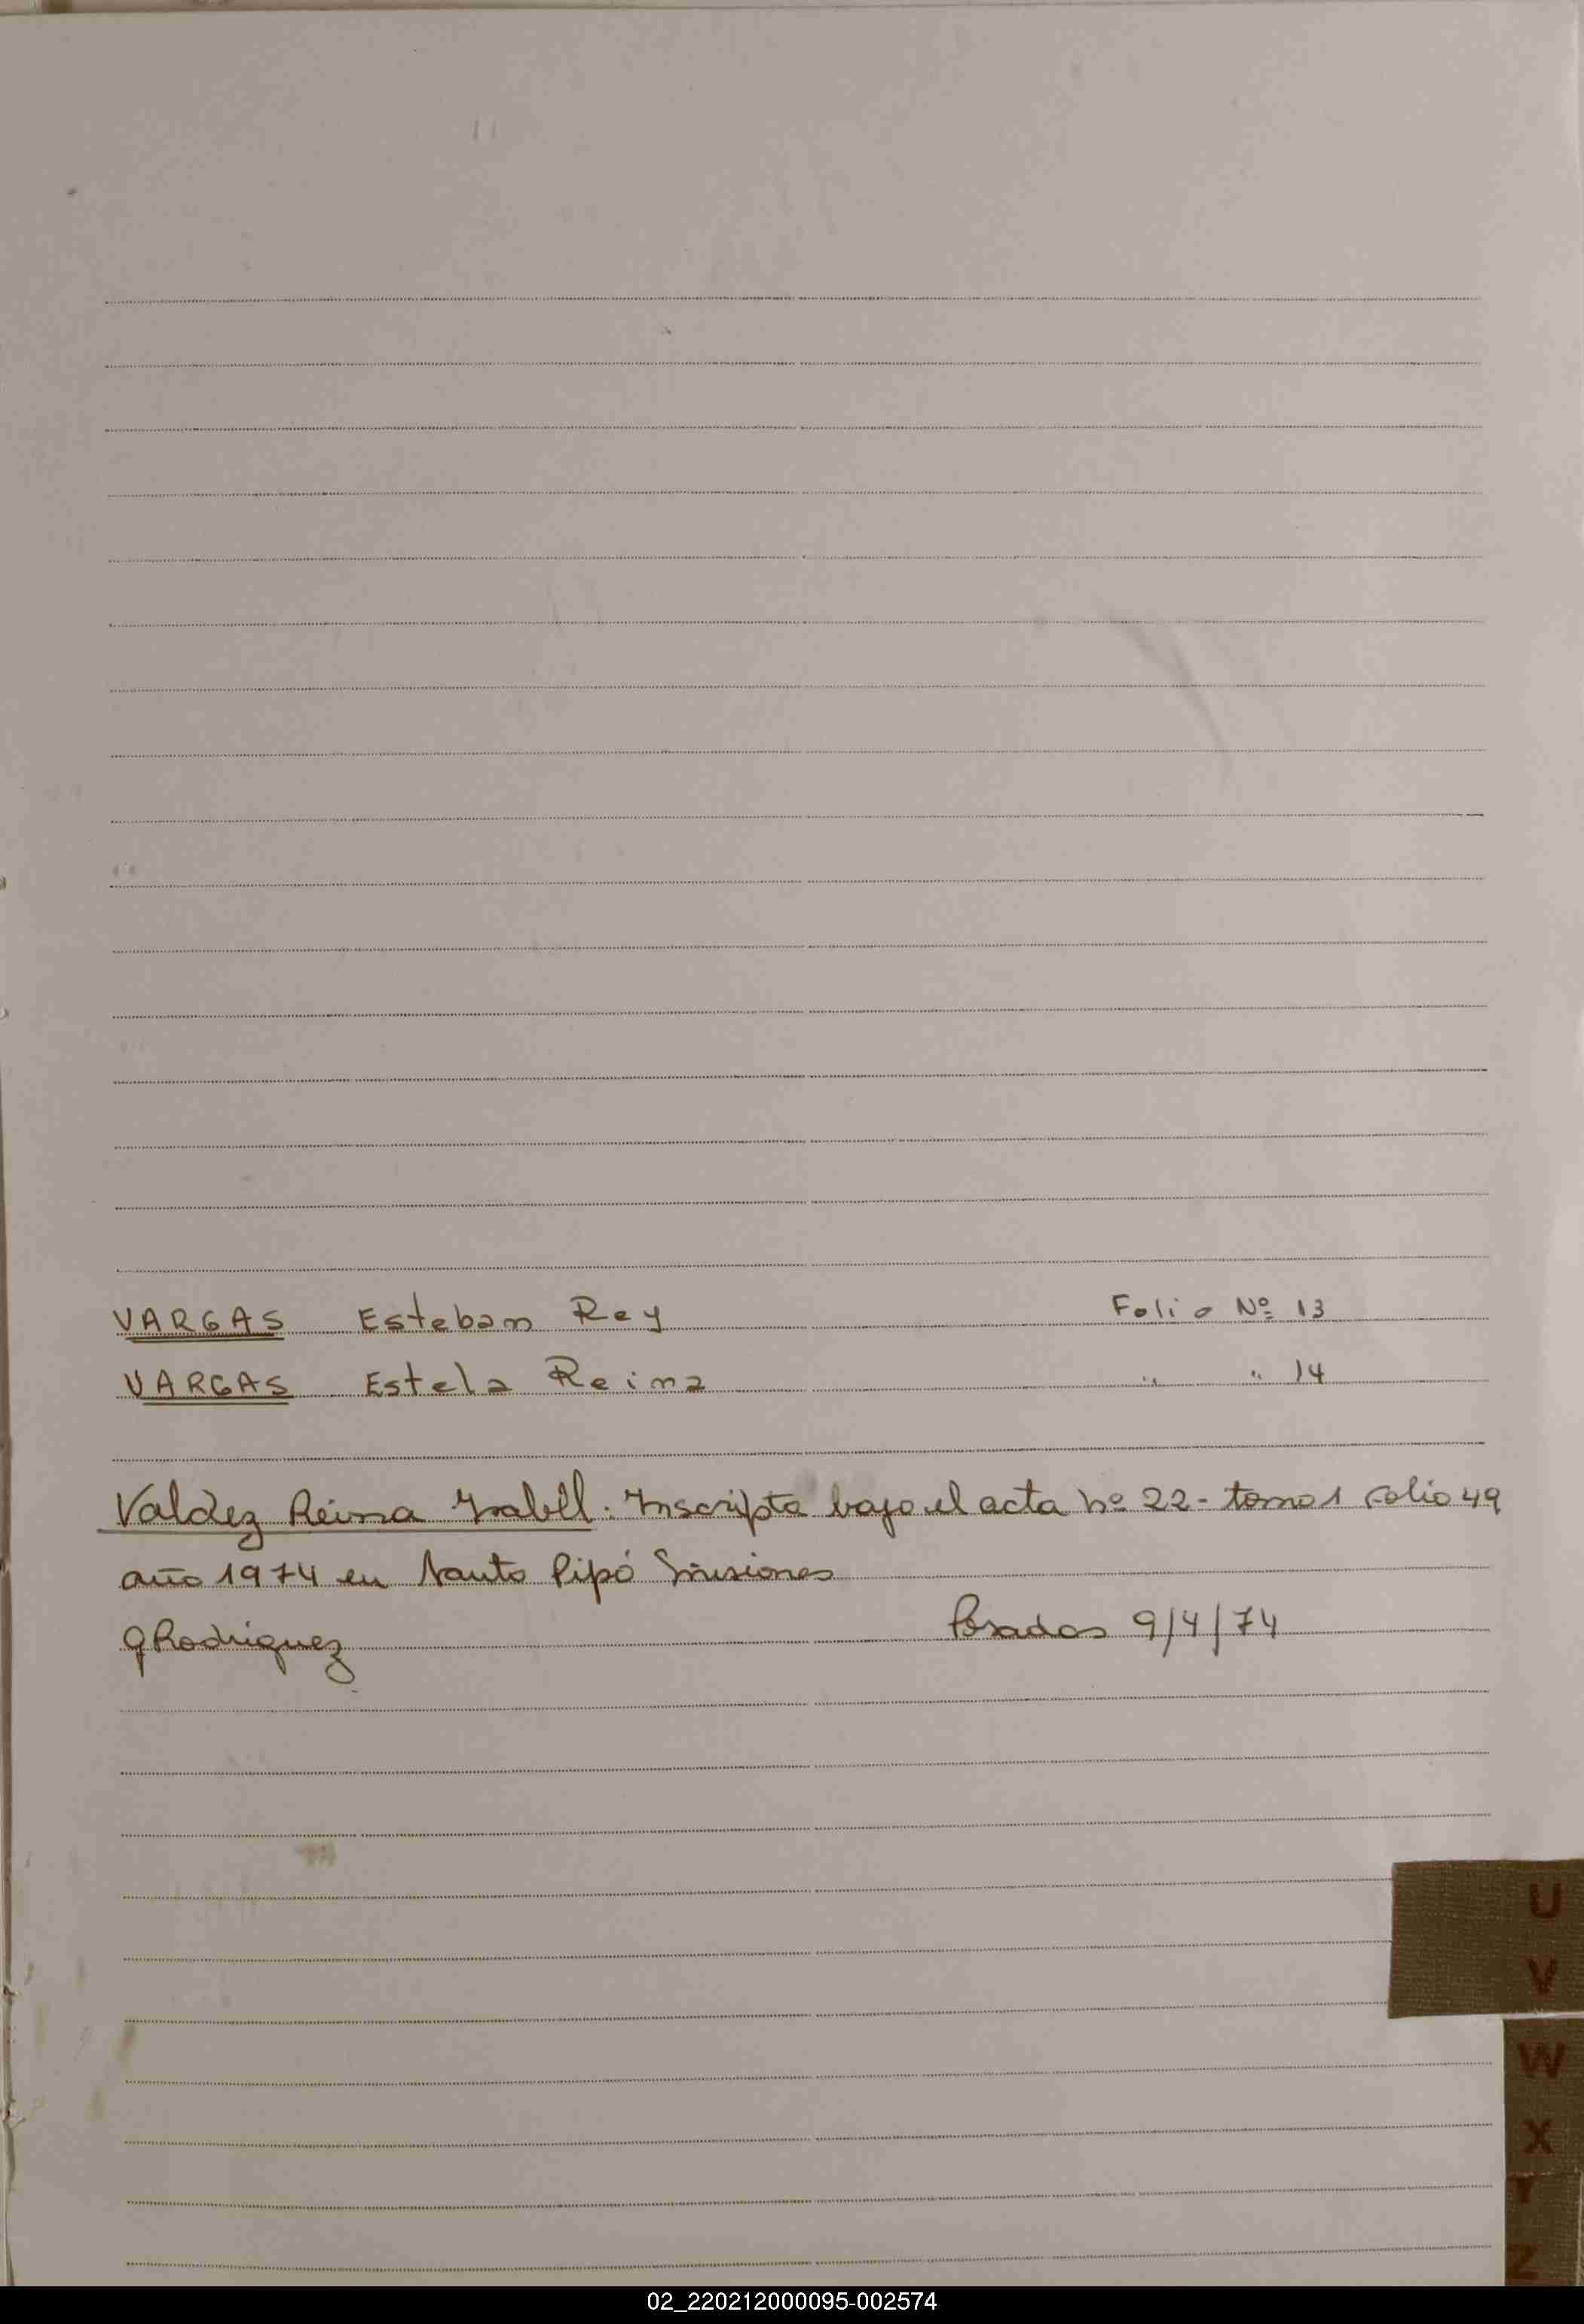 VARGAS Esteban Rey Folio Nº 13
VARGAS Estela Reina " " 14
Valdez Reina Isabel: Inscripta bajo el acta nº 22- tomo 1 folio 49
año 1974 en Santo Pipó Misiones
Rodriguez Posadas 9/4/74
U
V
W
X
Y
Z
02_220212000095-002574